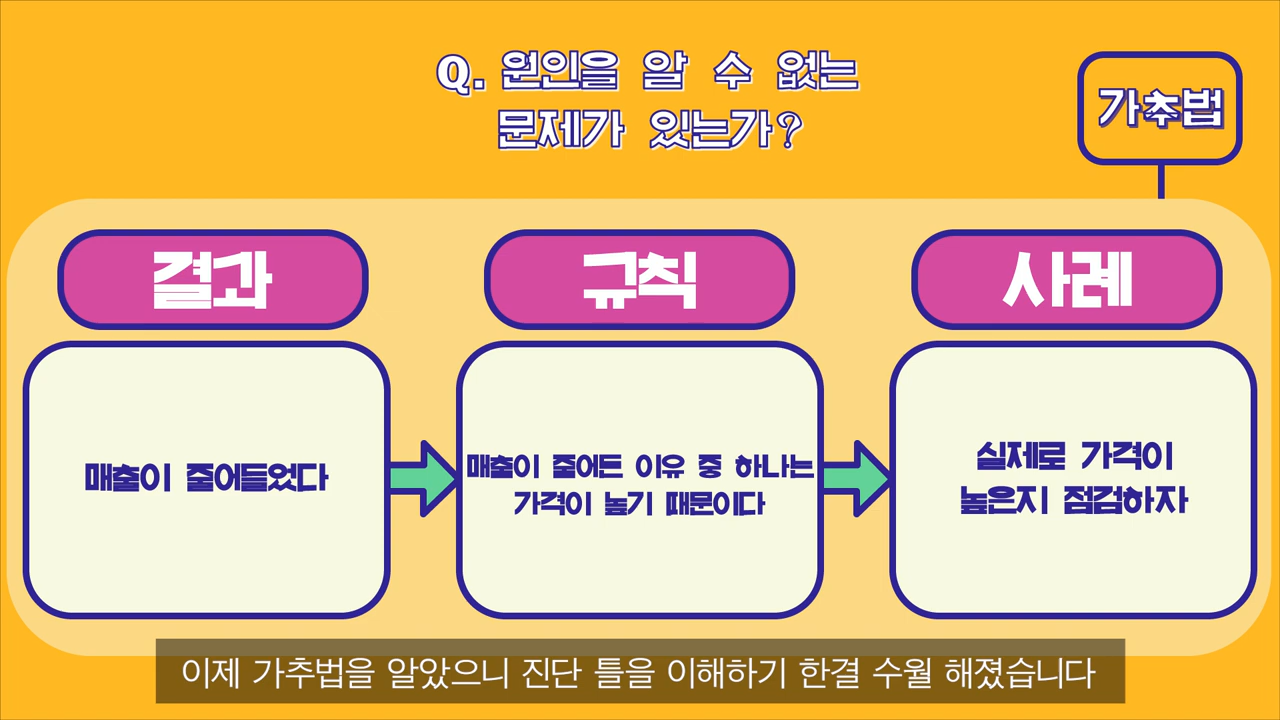 Q. 원인을 알 수 없는
문제가 있는가?
가추법
결과
규칙
사례
매출이 줄어들었다
매출이 줄어든 이유 중 하나는
가격이 높기 때문이다
실제로 가격이
높은지 점검하자
이제 가추법을 알았으니 진단 틀을 이해하기 한결 수월 해졌습니다